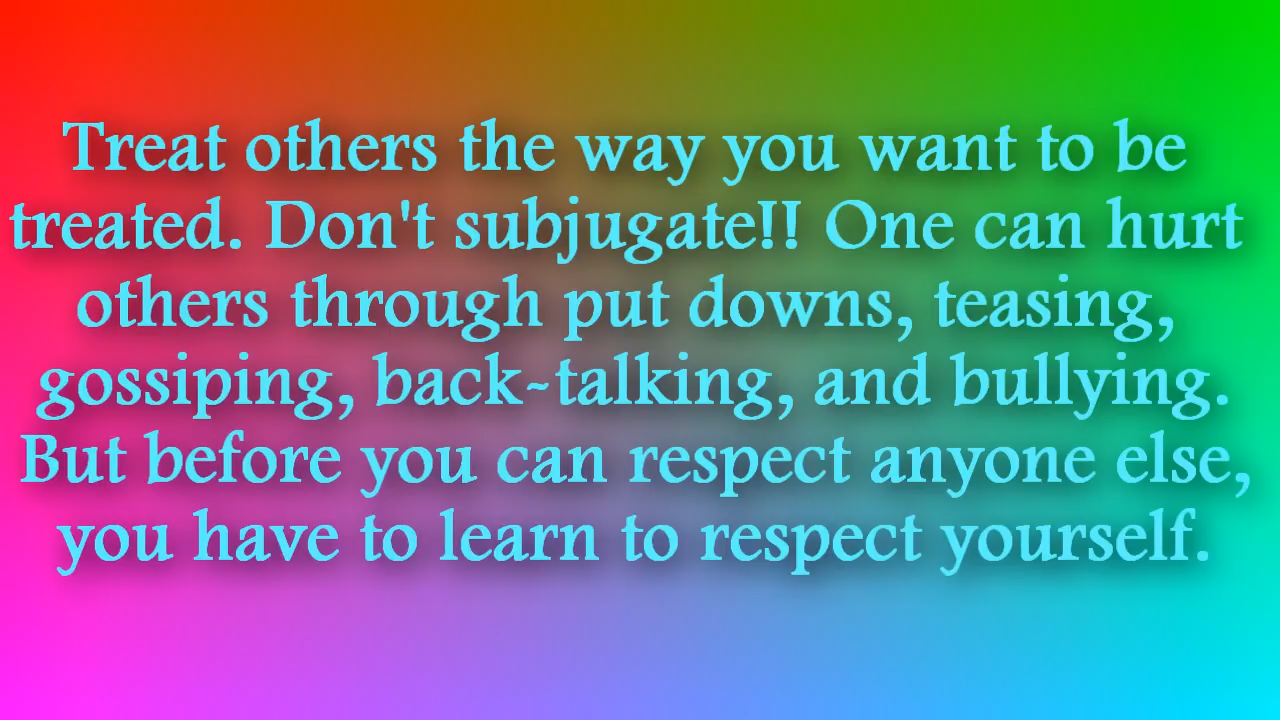 Treat others the way you want to be
treated. Don't subjugate!! One can hurt
others through put downs, teasing,
gossiping, back-talking, and bullying.
But before you can respect anyone else,
you have to learn to respect yourself.